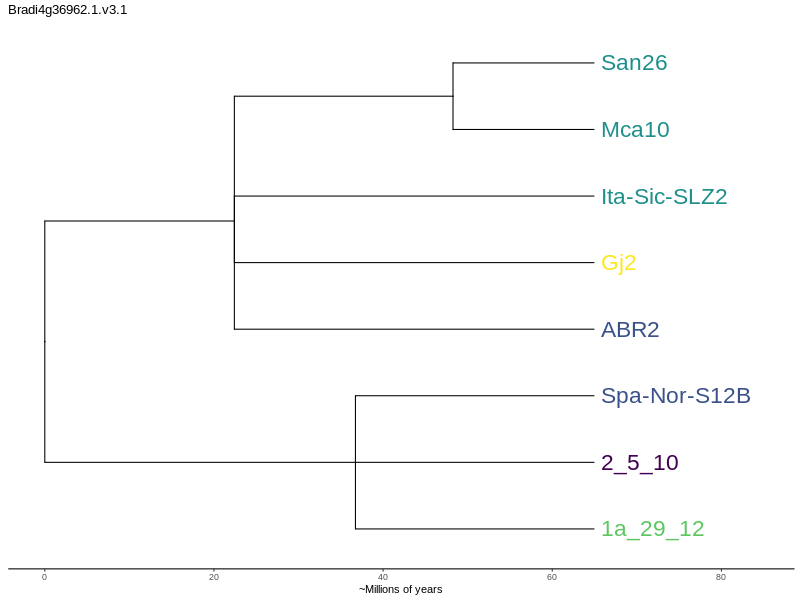 Bradi4g36962.1.v3.1
San26
Mca10
Ita-Sic-SLZ2
Gj2
ABR2
Spa-Nor-S12B
2_5_10
1a_29_12
0 20 40 60 80
~Millions of years